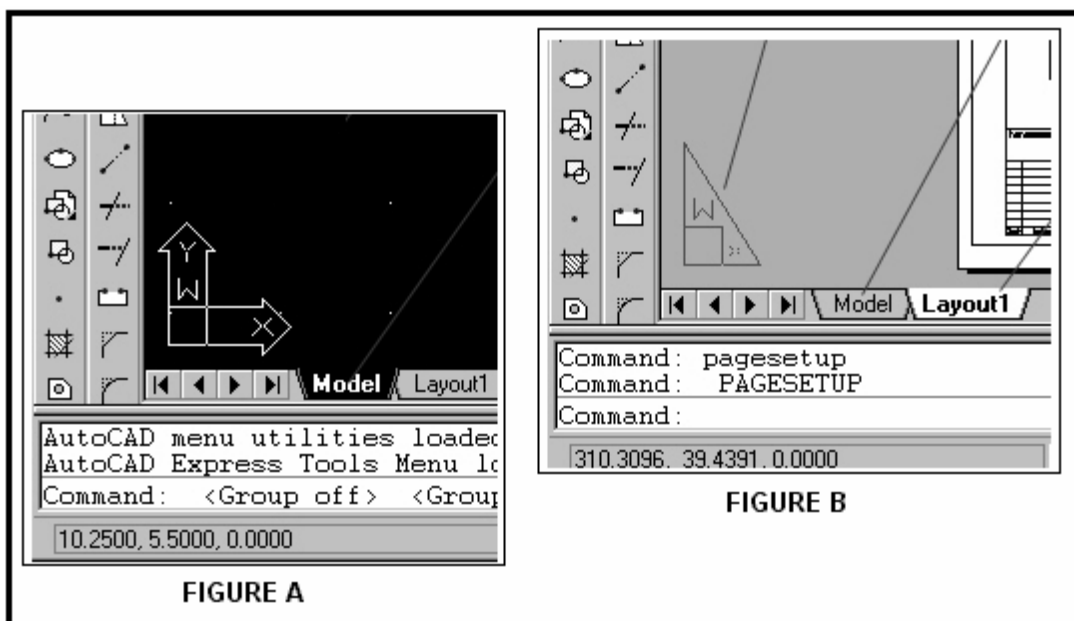 Y
W
X
Model Layout1
AutoCAD menu utilities loaded
AutoCAD Express Tools Menu lo
Command: <Group off> <Group
10.2500, 5.5000, 0.0000
FIGURE A
W
X
Model Layout1
Command: pagesetup
Command: PAGESETUP
Command:
310.3096, 39.4391, 0.0000
FIGURE B